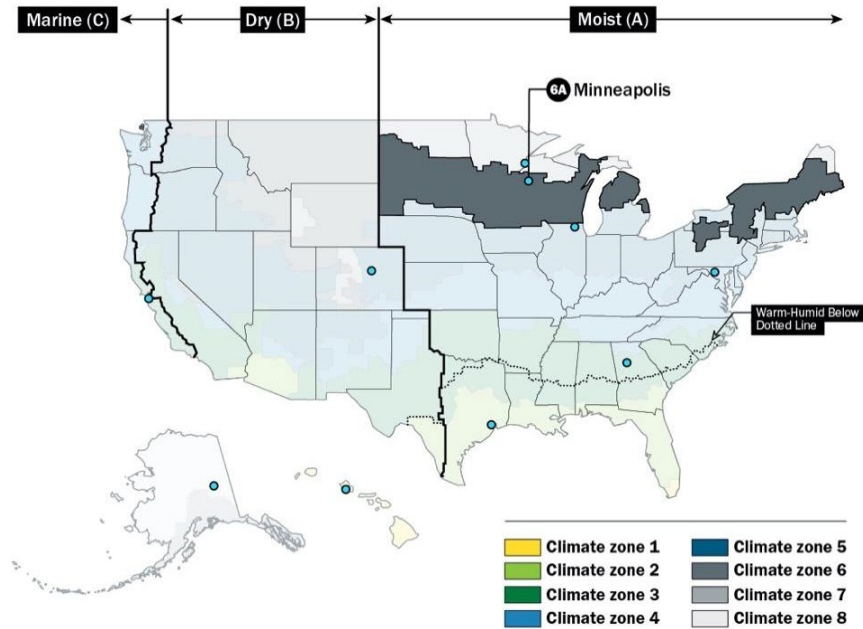 Marine (C)
Dry (B)
Moist (A)
6A Minneapolis
Warm-Humid Below
Dotted Line
Climate zone 1
Climate zone 2
Climate zone 3
Climate zone 4
Climate zone 5
Climate zone 6
Climate zone 7
Climate zone 8